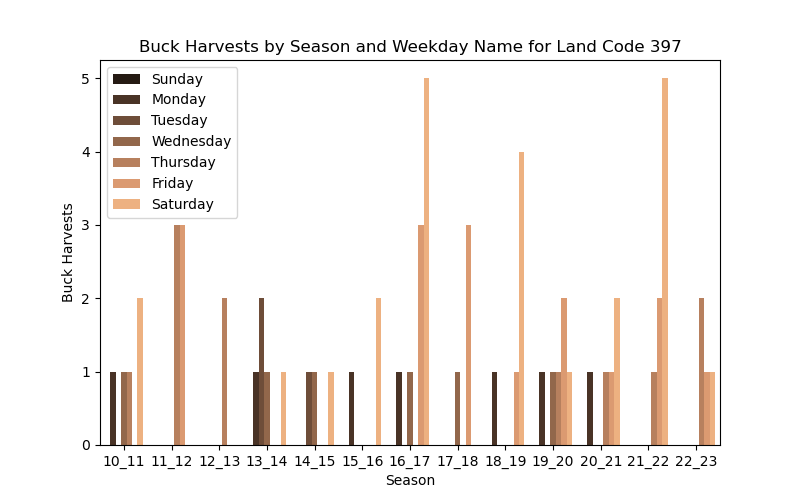 Buck Harvests by Season and Weekday Name for Land Code 397
Sunday
Monday
Tuesday
Wednesday
Thursday
Friday
Saturday
5
4
3
2
1
0
Buck Harvests
10_11 11_12 12_13 13_14 14_15 15_16 16_17 17_18 18_19 19_20 20_21 21_22 22_23
Season